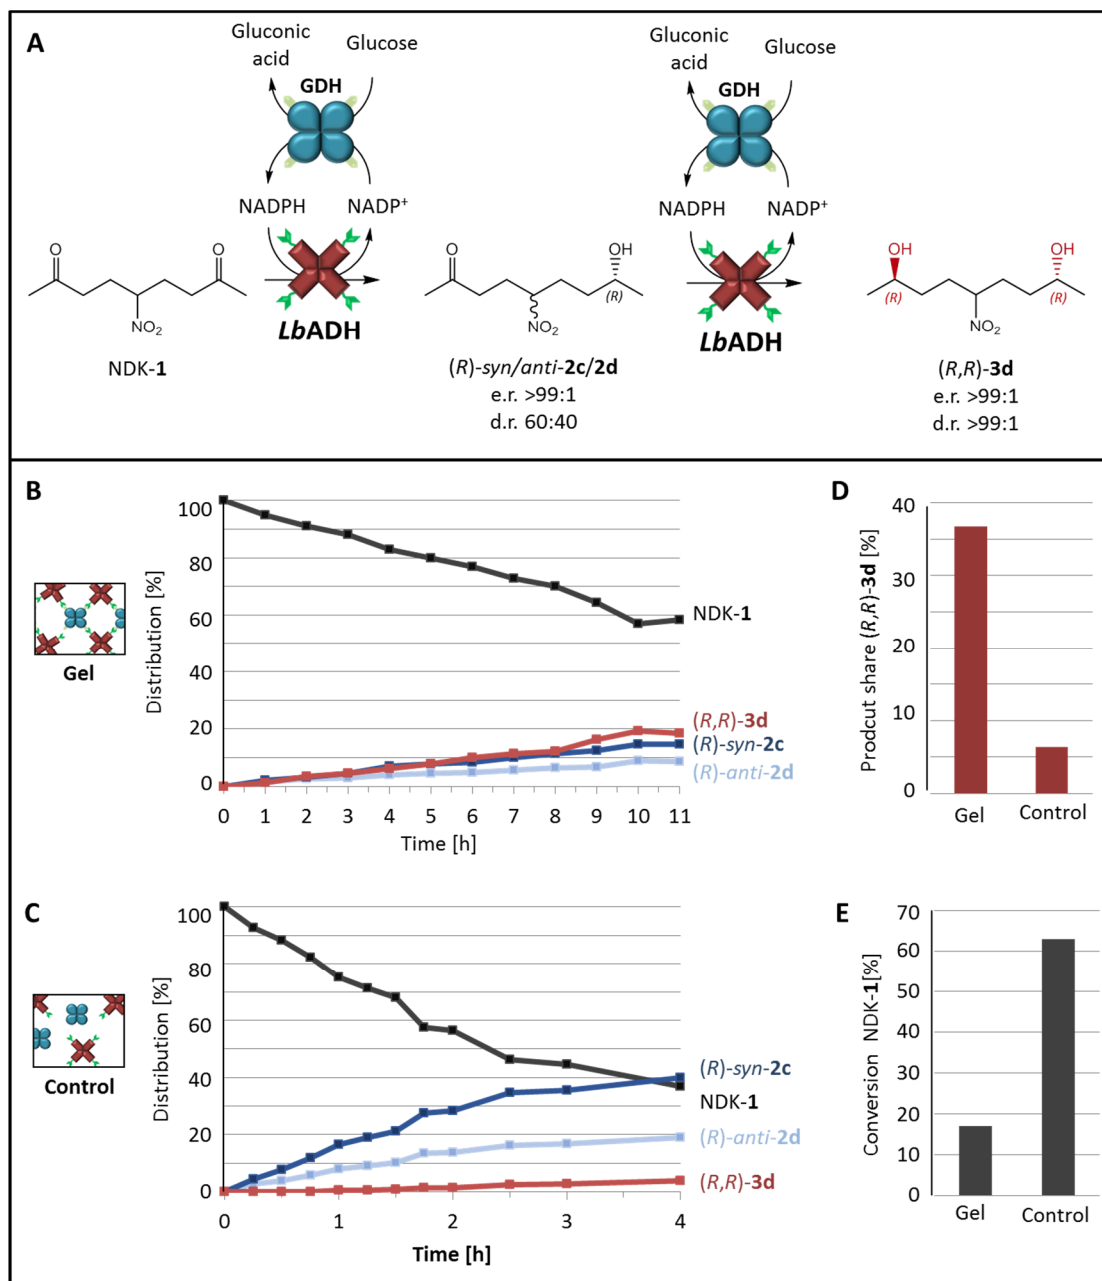 A
Gluconic
acid
Glucose
GDH
NADPH
NADP+
LbADH
O
O
NO2
NDK-1
Gluconic
acid
Glucose
GDH
NADPH
NADP+
LbADH
O
OH
(R)
NO2
(R)-syn/anti-2c/2d
e.r. >99:1
d.r. 60:40
OH
OH
(R)
(R)
NO2
(R,R)-3d
e.r. >99:1
d.r. >99:1
B
Gel
Distribution [%]
100
80
60
40
20
0
0 1 2 3 4 5 6 7 8 9 10 11
Time [h]
NDK-1
(R,R)-3d
(R)-syn-2c
(R)-anti-2d
D
Prodcut share (R,R)-3d [%]
40
30
20
10
0
Gel Control
C
Control
Distribution [%]
100
80
60
40
20
0
0 1 2 3 4
Time [h]
(R)-syn-2c
NDK-1
(R)-anti-2d
(R,R)-3d
E
Conversion NDK-1[%]
70
60
50
40
30
20
10
0
Gel Control